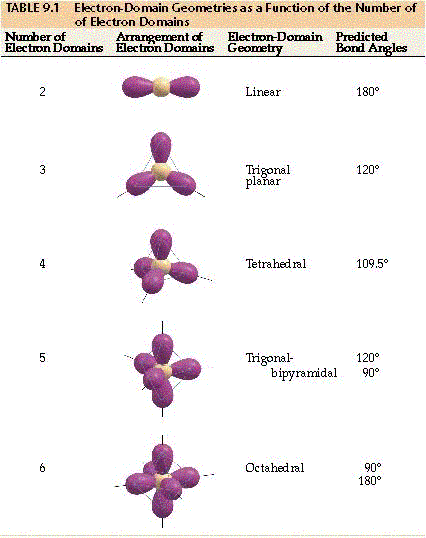 TABLE 9.1 Electron-Domain Geometries as a Function of the Number of
of Electron Domains
Number of Electron Domains Arrangement of Electron Domains Electron-Domain Geometry Predicted Bond Angles
2 Linear 180°
3 Trigonal planar 120°
4 Tetrahedral 109.5°
5 Trigonal-bipyramidal 120° 90°
6 Octahedral 90° 180°